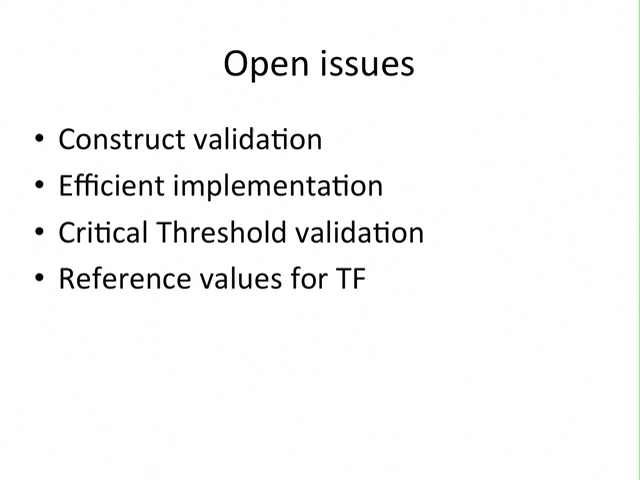 Open issues
• Construct validation
• Efficient implementation
• Critical Threshold validation
• Reference values for TF